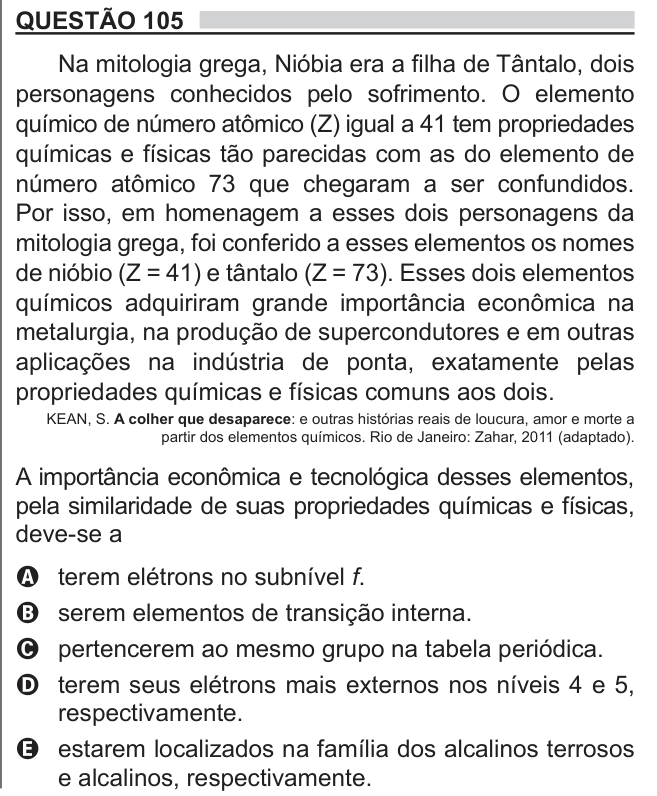 QUESTÃO 105
Na mitologia grega, Nióbia era a filha de Tântalo, dois
personagens conhecidos pelo sofrimento. O elemento
químico de número atômico (Z) igual a 41 tem propriedades
químicas e físicas tão parecidas com as do elemento de
número atômico 73 que chegaram a ser confundidos.
Por isso, em homenagem a esses dois personagens da
mitologia grega, foi conferido a esses elementos os nomes
de nióbio (Z = 41) e tântalo (Z = 73). Esses dois elementos
químicos adquiriram grande importância econômica na
metalurgia, na produção de supercondutores e em outras
aplicações na indústria de ponta, exatamente pelas
propriedades químicas e físicas comuns aos dois.
KEAN, S. A colher que desaparece: e outras histórias reais de loucura, amor e morte a
partir dos elementos químicos. Rio de Janeiro: Zahar, 2011 (adaptado).
A importância econômica e tecnológica desses elementos,
pela similaridade de suas propriedades químicas e físicas,
deve-se a
A terem elétrons no subnível f.
B serem elementos de transição interna.
C pertencerem ao mesmo grupo na tabela periódica.
D terem seus elétrons mais externos nos níveis 4 e 5,
respectivamente.
E estarem localizados na família dos alcalinos terrosos
e alcalinos, respectivamente.